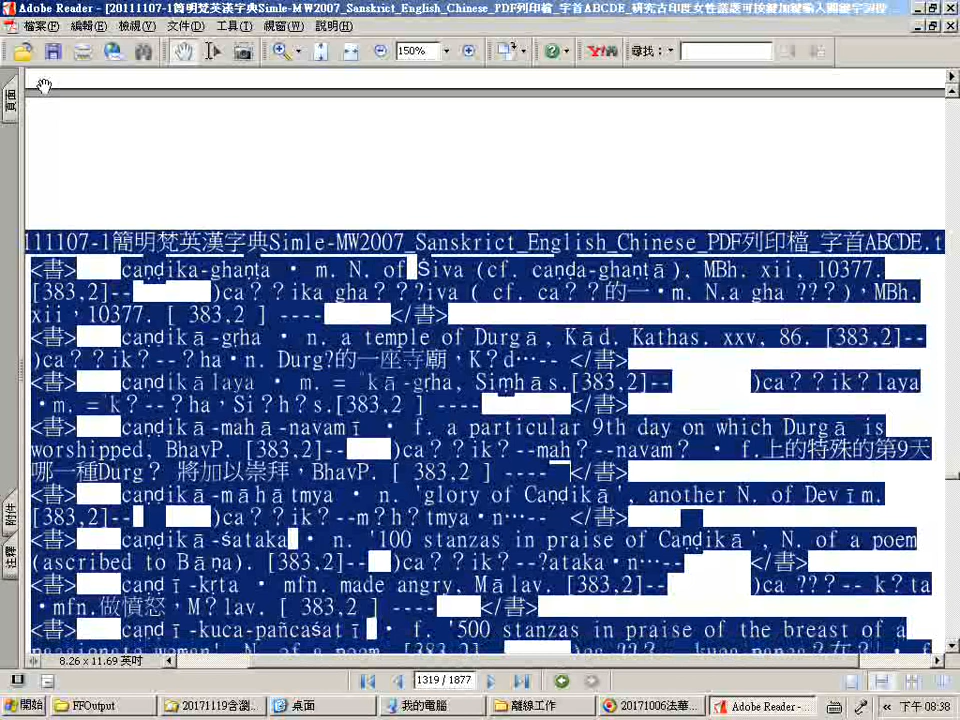 Adobe Reader - [20111107-1簡明梵英漢字典Simle-MW2007_Sanskrict_English_Chinese_PDF列印檔_字首ABCDE_研究古印度女性議題可按
檔案(F) 編輯(E) 檢視(V) 文件(D) 工具(T) 視窗(W) 說明(H)
150% 尋找:
頁面
111107-1簡明梵英漢字典Simle-MW2007_Sanskrict_English_Chinese_PDF列印檔_字首ABCDE.t
<書> caṇḍika-ghaṇṭa ‧ m. N. of Śiva (cf. caṇḍa-ghaṇṭā), MBh. xii, 10377.
[383,2]-- )ca??ika gha???iva ( cf. ca??的一‧m. N.a gha ???),MBh.
xii,10377. [ 383.2 ] ---- </書>
<書> caṇḍikā-gṛha ‧ n. a temple of Durgā, Kād. Kathas. xxv, 86. [383,2]--
)ca??ik?--?ha‧n. Durg?的一座寺廟,K?d…-- </書>
<書> caṇḍikālaya ‧ m. = °kā-gṛha, Siṃhās.[383,2]-- )ca??ik?laya
‧m. =°k?--?ha,Si?h?s.[383,2 ] ---- </書>
<書> caṇḍikā-mahā-navamī ‧ f. a particular 9th day on which Durgā is
worshipped, BhavP. [383,2]-- )ca??ik?--mah?--navam? ‧ f.上的特殊的第9天
哪一種Durg? 將加以崇拜,BhavP. [ 383,2 ] ---- </書>
<書> caṇḍikā-māhātmya ‧ n. 'glory of Caṇḍikā', another N. of Devīm.
[383,2]-- )ca??ik?--m?h?tmya‧n…-- </書>
<書> caṇḍikā-śataka ‧ n. '100 stanzas in praise of Caṇḍikā', N. of a poem
(ascribed to Bāṇa). [383,2]-- )ca??ik?--?ataka‧n…-- </書>
<書> caṇḍī-kṛta ‧ mfn. made angry, Mālav. [383,2]-- )ca ???-- k?ta
‧mfn.做憤怒,M?lav. [ 383,2 ] ---- </書>
<書> caṇḍī-kuca-pañcaśatī ‧ f. '500 stanzas in praise of the breast of a
passionate woman', N. of a poem. [383,2]--
附件
注釋
8.26 x 11.69 英吋
1319 / 1877
開始 FFOutput 20171119含瀏... 桌面 我的電腦 離線工作 20171006法華... Adobe Reader - [... 下午 08:38